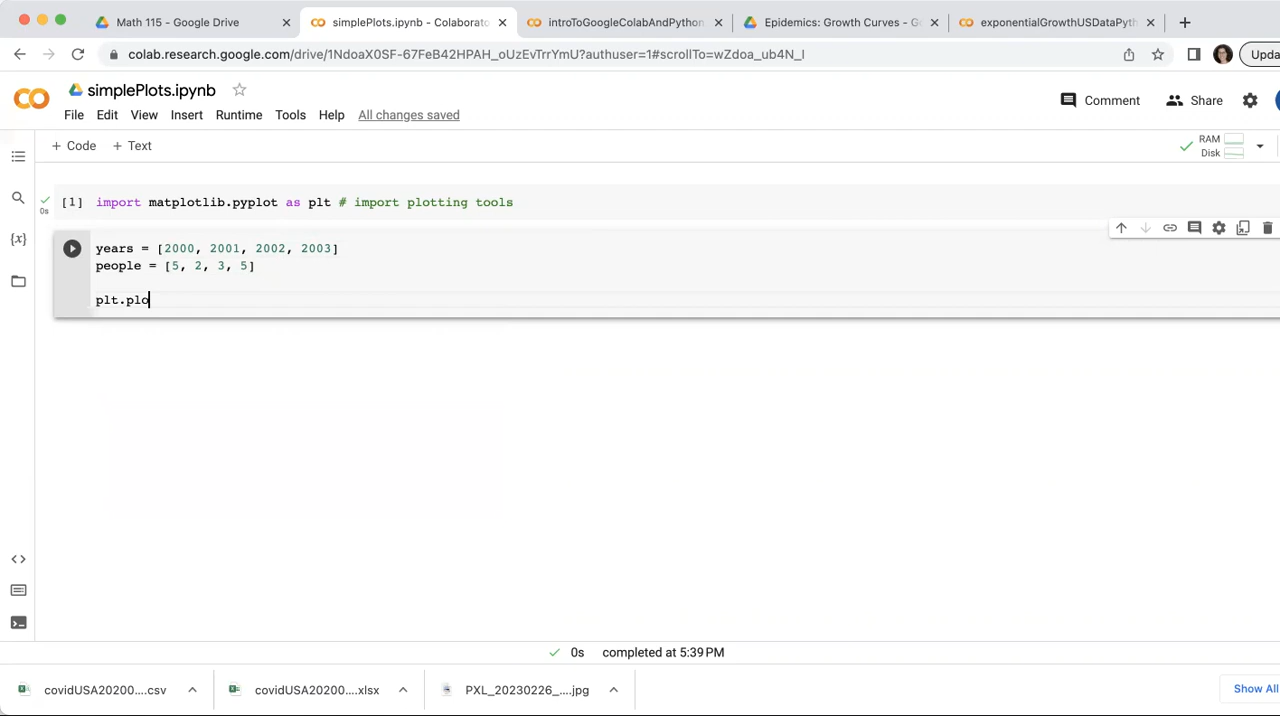 Math 115 - Google Drive
simplePlots.ipynb - Colaborato
introToGoogleColabAndPython
Epidemics: Growth Curves - G
exponentialGrowthUSDataPyth
colab.research.google.com/drive/1NdoaX0SF-67FeB42HPAH_oUzEvTrrYmU?authuser=1#scrollTo=wZdoa_ub4N_I
Upda
simplePlots.ipynb
Comment
Share
File Edit View Insert Runtime Tools Help All changes saved
+ Code + Text
RAM
Disk
[1] import matplotlib.pyplot as plt # import plotting tools
0s
years = [2000, 2001, 2002, 2003]
people = [5, 2, 3, 5]
plt.plo
0s completed at 5:39 PM
covidUSA20200....csv
covidUSA20200....xlsx
PXL_20230226_....jpg
Show All